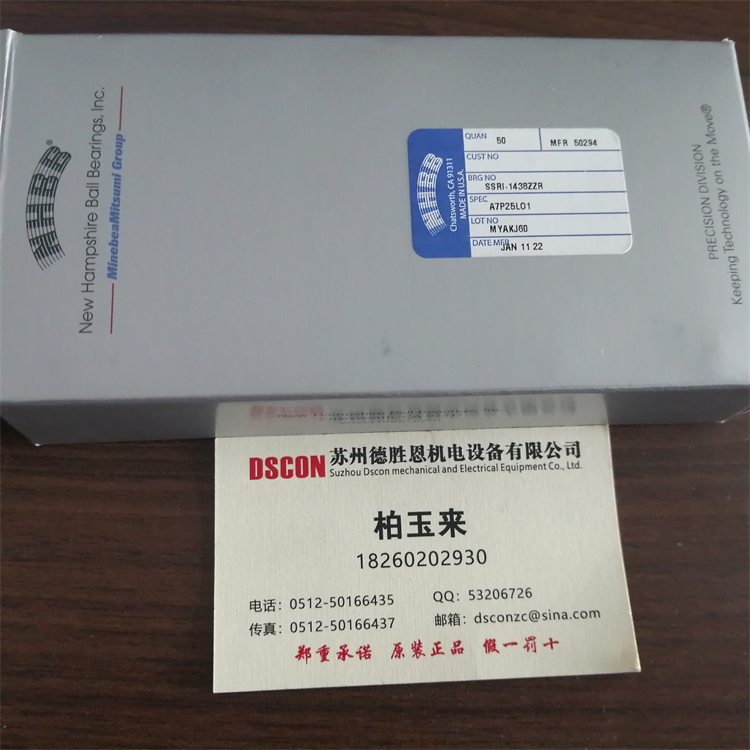 NHBB®
New Hampshire Ball Bearings, Inc.
MinebeaMitsumi Group
NHBB
Chatsworth, CA 91311
MADE IN U.S.A.
QUAN 50 MFR 50294
CUST NO
BRG NO SSRI-1438ZZR
SPEC A7P25LO1
LOT NO MYAKJ60
DATE MFR JAN 11 22
PRECISION DIVISION
Keeping Technology on the Move®
DSCON 苏州德胜恩机电设备有限公司
Suzhou Dscon mechanical and Electrical Equipment Co., Ltd.
柏玉来
18260202930
电话：0512-50166435 QQ：53206726
传真：0512-50166437 邮箱：dsconzc@sina.com
郑重承诺 原装正品 假一罚十